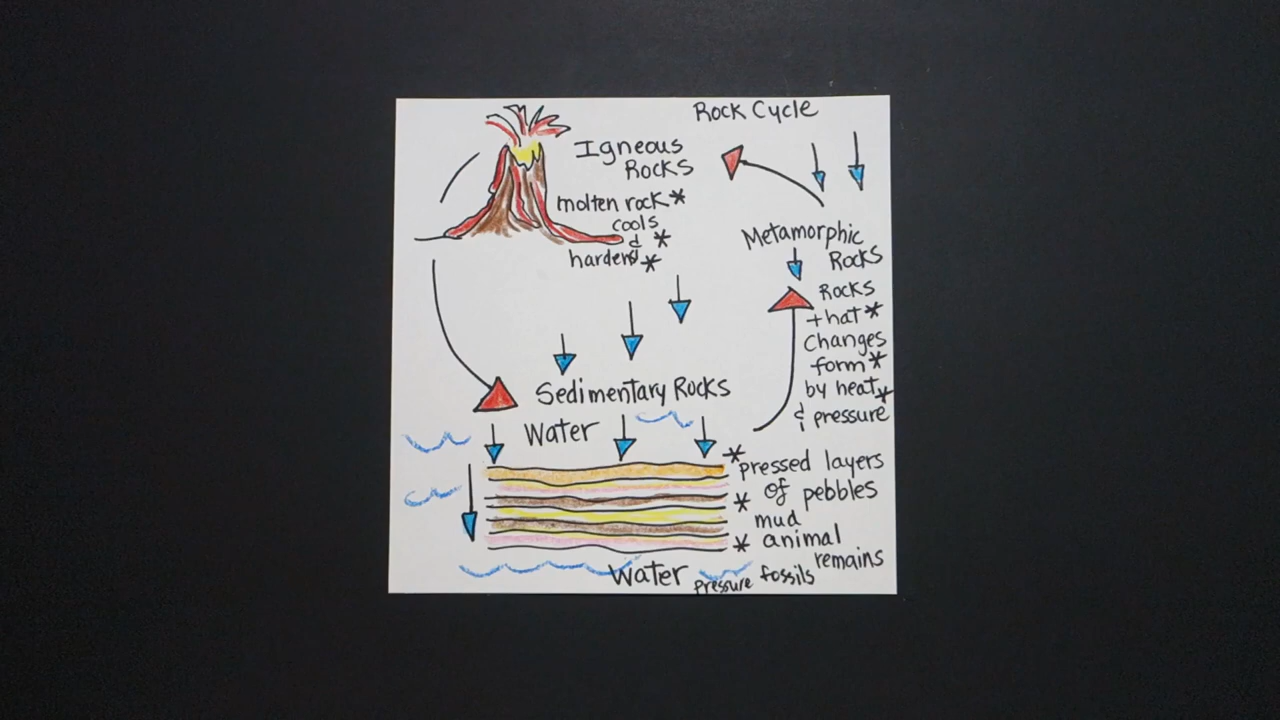 Rock Cycle
Igneous
Rocks
molten rock*
cools
& *
hardens*
Metamorphic
Rocks
Rocks
that*
changes
form*
by heat*
& pressure
Sedimentary Rocks
Water
*pressed layers
of pebbles
* mud
* animal
remains
Water pressure fossils